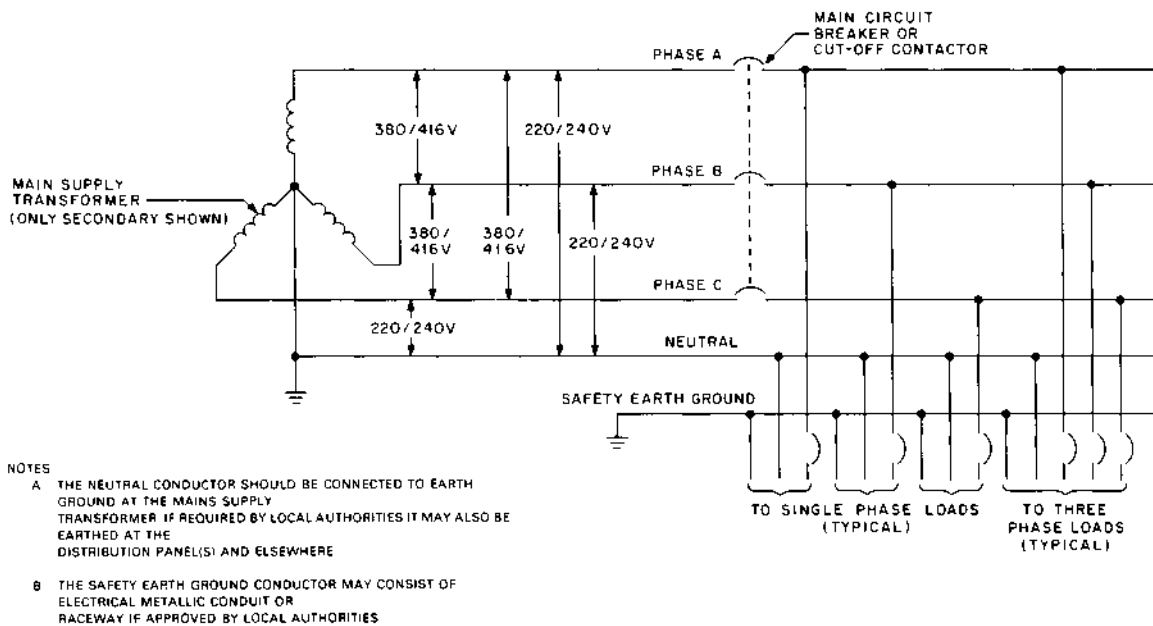 MAIN CIRCUIT
BREAKER OR
CUT-OFF CONTACTOR
PHASE A
380/416V
220/240V
MAIN SUPPLY
TRANSFORMER
(ONLY SECONDARY SHOWN)
PHASE B
380/
416V
380/
416V
220/240V
PHASE C
220/240V
NEUTRAL
SAFETY EARTH GROUND
TO SINGLE PHASE LOADS
(TYPICAL)
TO THREE
PHASE LOADS
(TYPICAL)
NOTES
A THE NEUTRAL CONDUCTOR SHOULD BE CONNECTED TO EARTH
GROUND AT THE MAINS SUPPLY
TRANSFORMER IF REQUIRED BY LOCAL AUTHORITIES IT MAY ALSO BE
EARTHED AT THE
DISTRIBUTION PANEL(S) AND ELSEWHERE
B THE SAFETY EARTH GROUND CONDUCTOR MAY CONSIST OF
ELECTRICAL METALLIC CONDUIT OR
RACEWAY IF APPROVED BY LOCAL AUTHORITIES